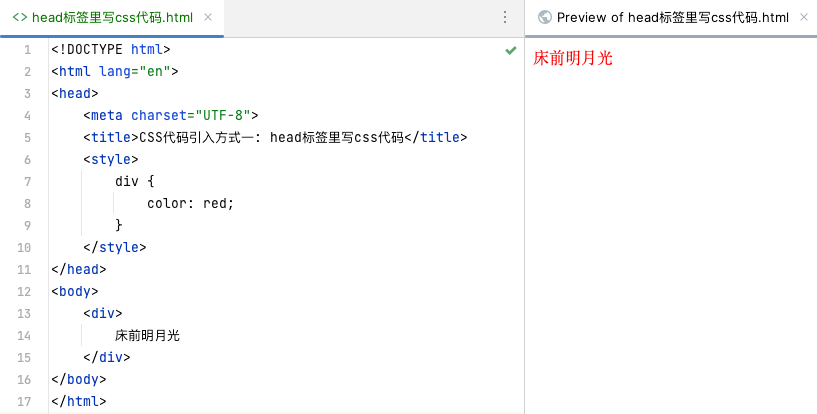 head标签里写css代码.html
Preview of head标签里写css代码.html
1 <!DOCTYPE html>
2 <html lang="en">
3 <head>
4 <meta charset="UTF-8">
5 <title>CSS代码引入方式一: head标签里写css代码</title>
6 <style>
7 div {
8 color: red;
9 }
10 </style>
11 </head>
12 <body>
13 <div>
14 床前明月光
15 </div>
16 </body>
17 </html>
床前明月光